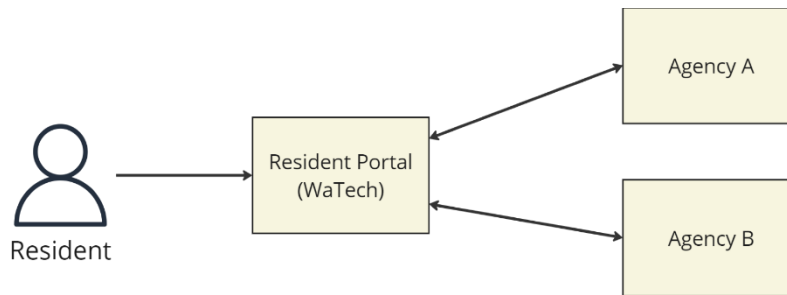 Resident
Resident Portal
(WaTech)
Agency A
Agency B